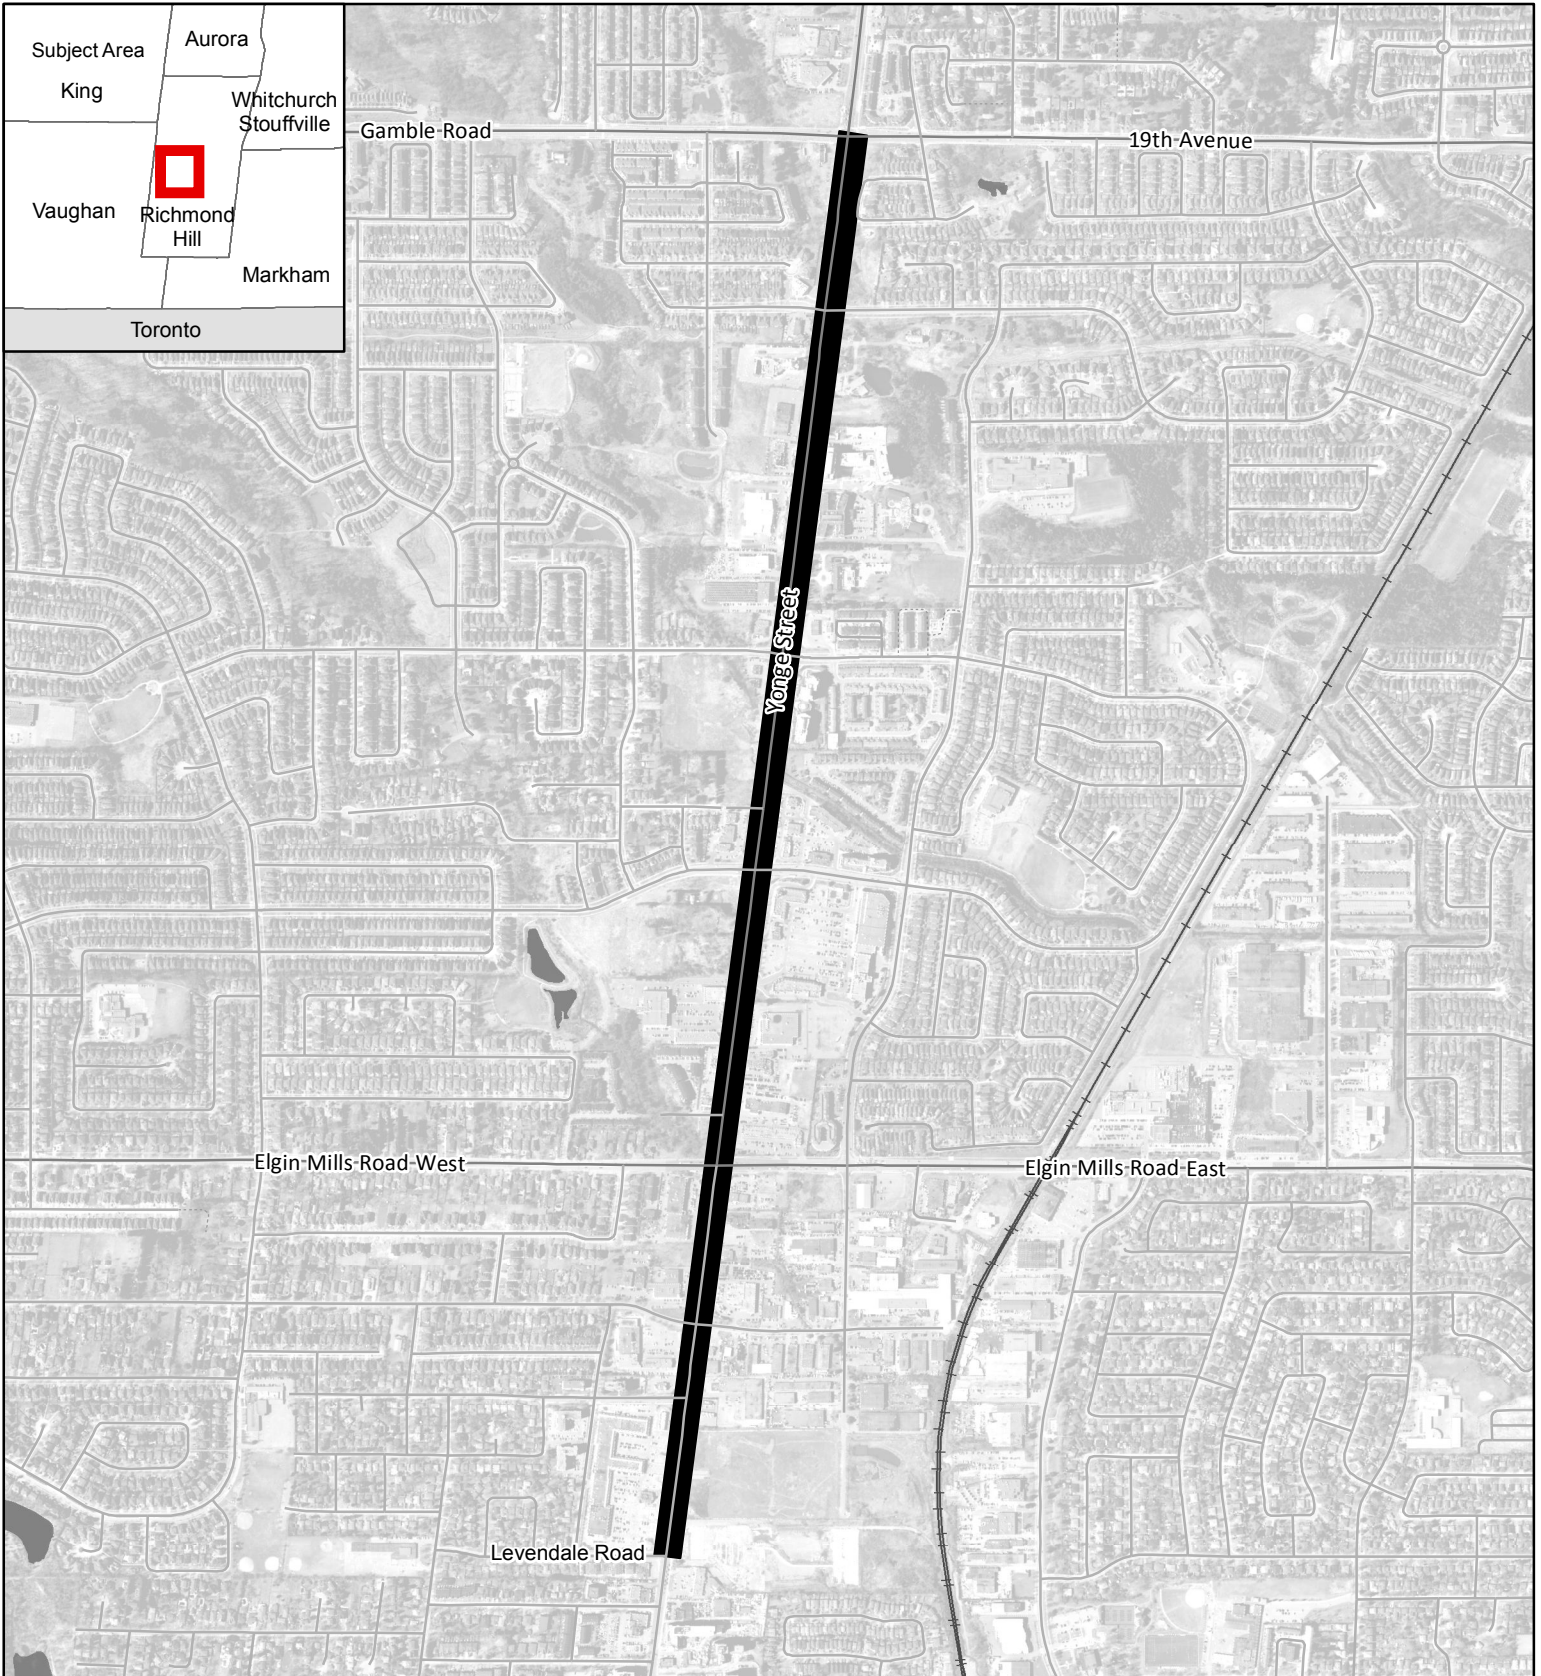 Subject Area
Aurora
King
Whitchurch
Stouffville
Vaughan
Richmond
Hill
Markham
Toronto
Gamble Road
19th Avenue
Yonge Street
Elgin Mills Road West
Elgin Mills Road East
Levendale Road